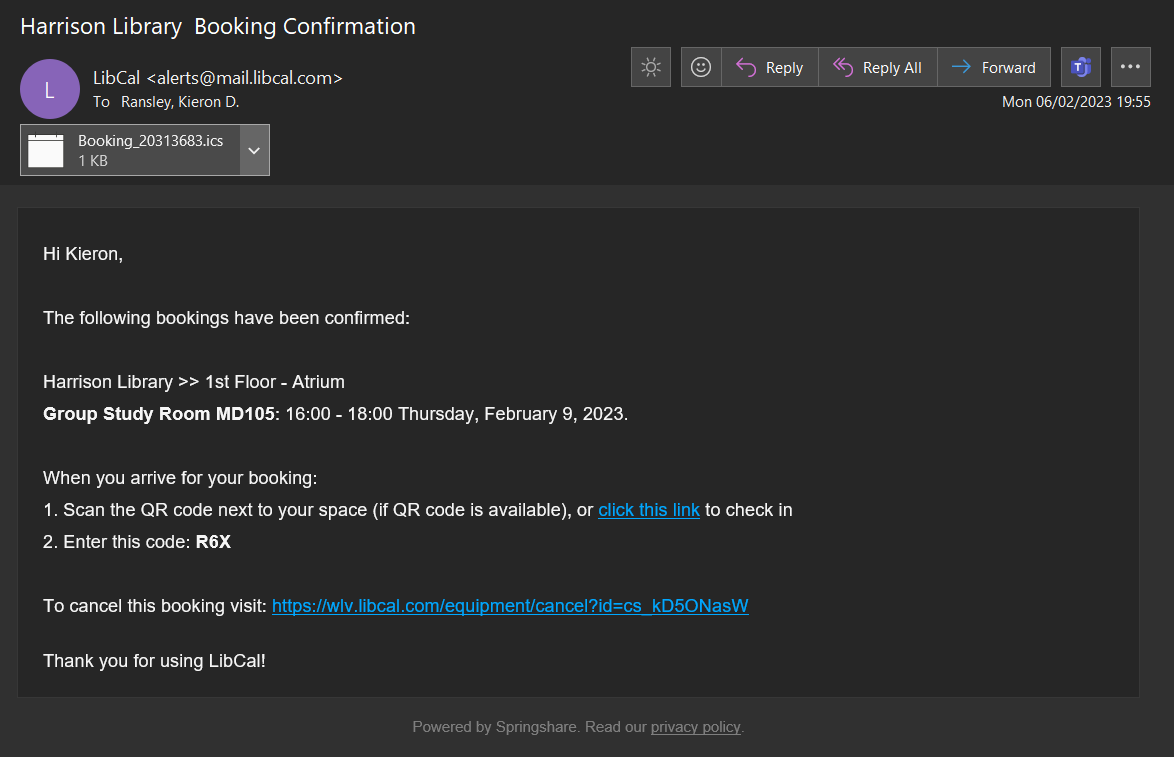 Harrison Library  Booking Confirmation
L
LibCal <alerts@mail.libcal.com>
To Ransley, Kieron D.
Reply
Reply All
Forward
T
Mon 06/02/2023 19:55
Booking_20313683.ics
1 KB
Hi Kieron,
The following bookings have been confirmed:
Harrison Library >> 1st Floor - Atrium
Group Study Room MD105: 16:00 - 18:00 Thursday, February 9, 2023.
When you arrive for your booking:
1. Scan the QR code next to your space (if QR code is available), or click this link to check in
2. Enter this code: R6X
To cancel this booking visit: https://wlv.libcal.com/equipment/cancel?id=cs_kD5ONasW
Thank you for using LibCal!
Powered by Springshare. Read our privacy policy.